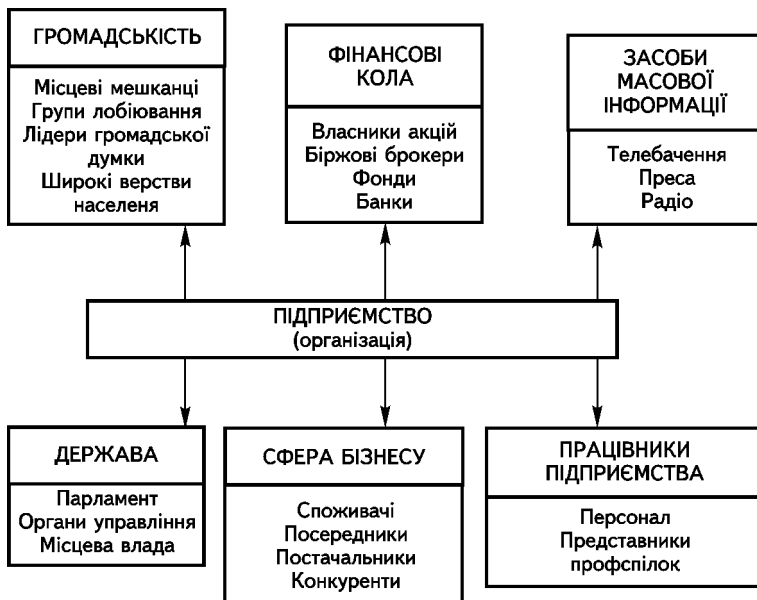 ГРОМАДСЬКІСТЬ
Місцеві мешканці
Групи лобіювання
Лідери громадської
думки
Широкі верстви
населеня
ФІНАНСОВІ
КОЛА
Власники акцій
Біржові брокери
Фонди
Банки
ЗАСОБИ
МАСОВОЇ
ІНФОРМАЦІЇ
Телебачення
Преса
Радіо
ПІДПРИЄМСТВО
(організація)
ДЕРЖАВА
Парламент
Органи управління
Місцева влада
СФЕРА БІЗНЕСУ
Споживачі
Посередники
Постачальники
Конкуренти
ПРАЦІВНИКИ
ПІДПРИЄМСТВА
Персонал
Представники
профспілок